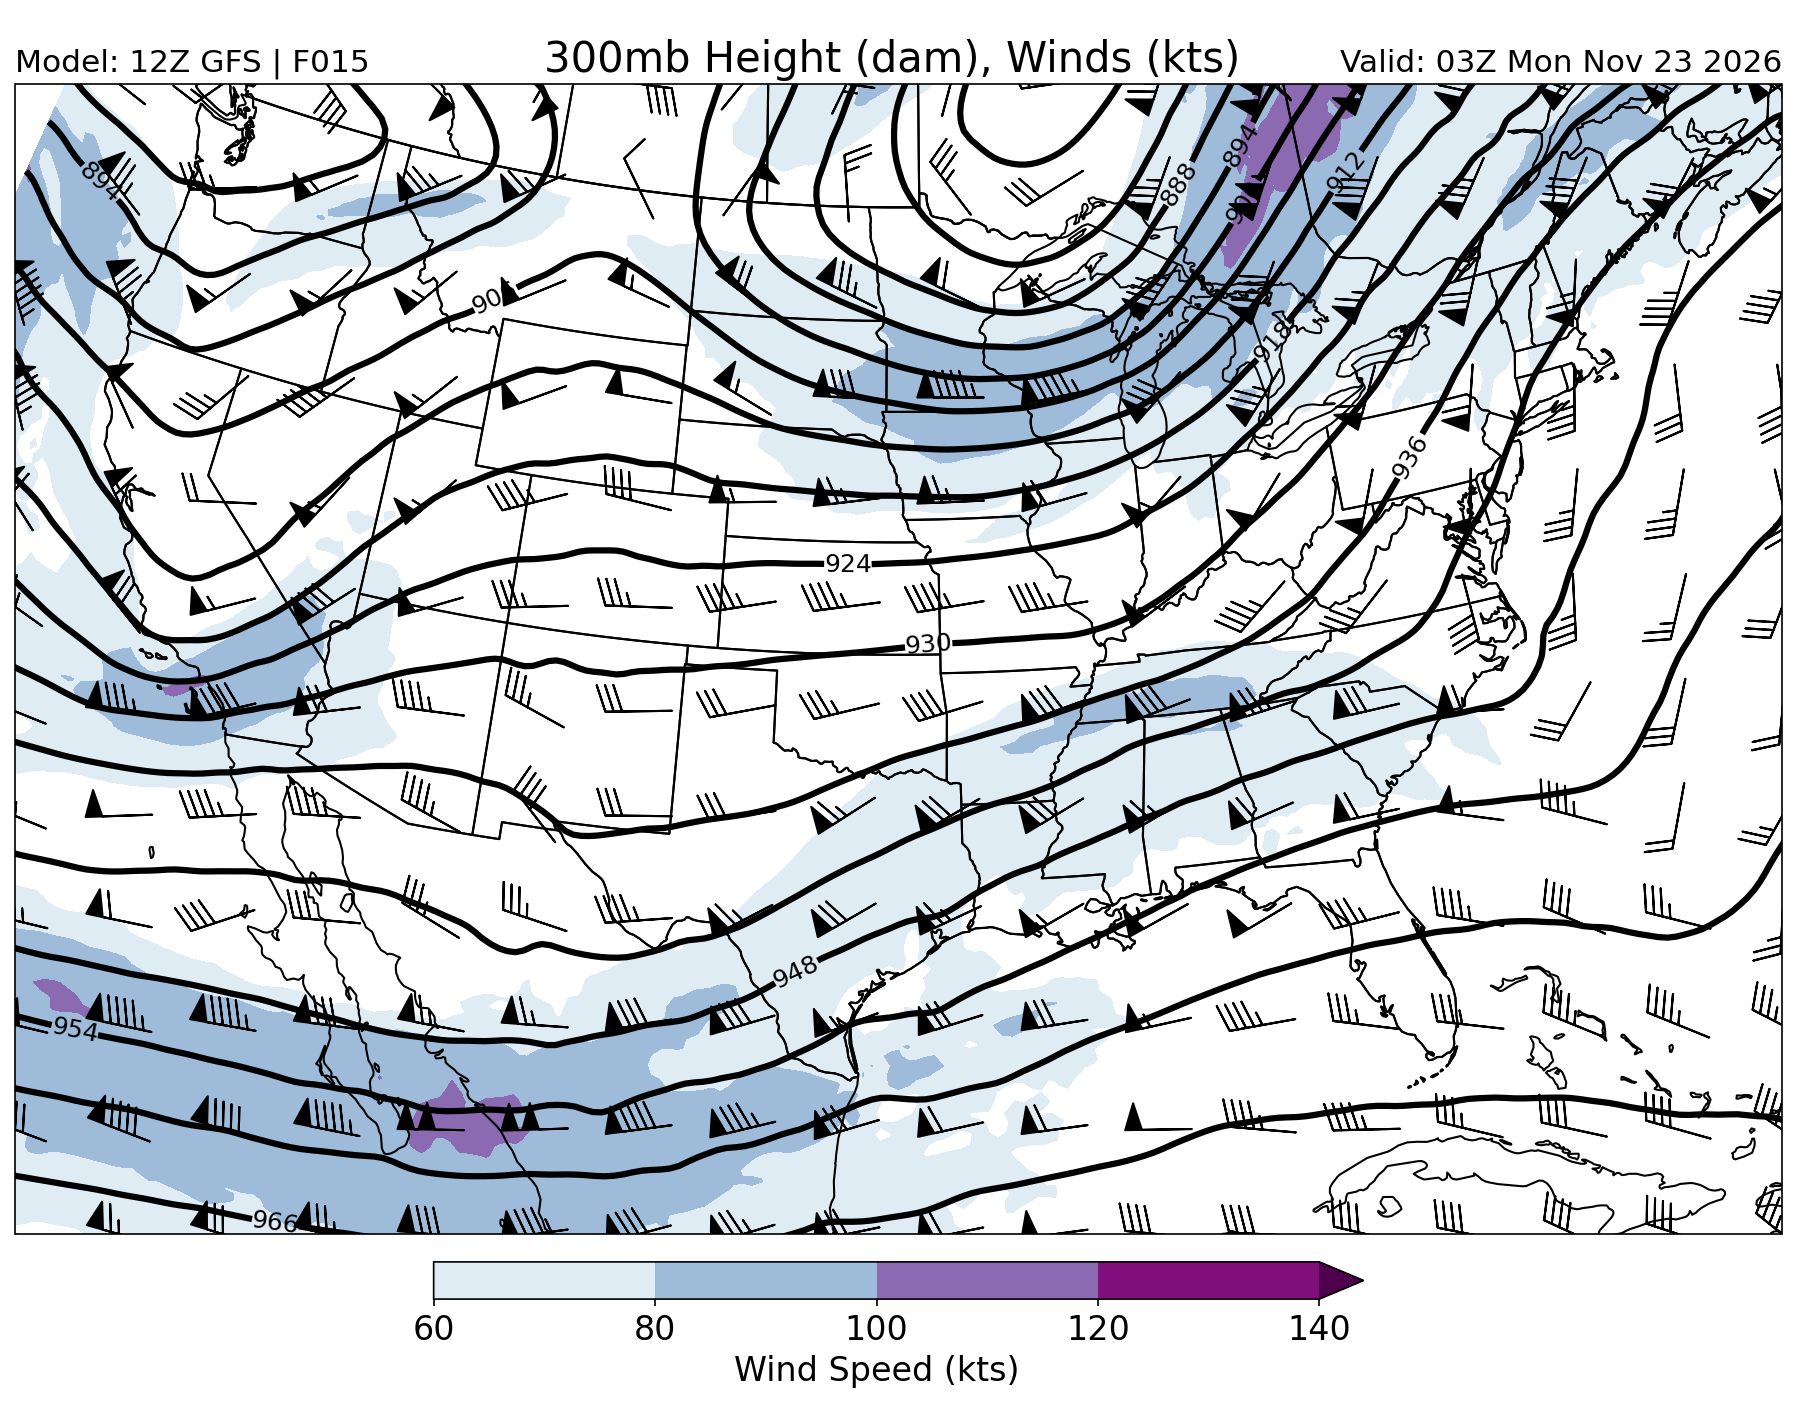 Model: 12Z GFS | F015
300mb Height (dam), Winds (kts)
Valid: 03Z Mon Nov 23 2026
894
894
888
912
918
936
924
930
948
954
966
60 80 100 120 140
Wind Speed (kts)